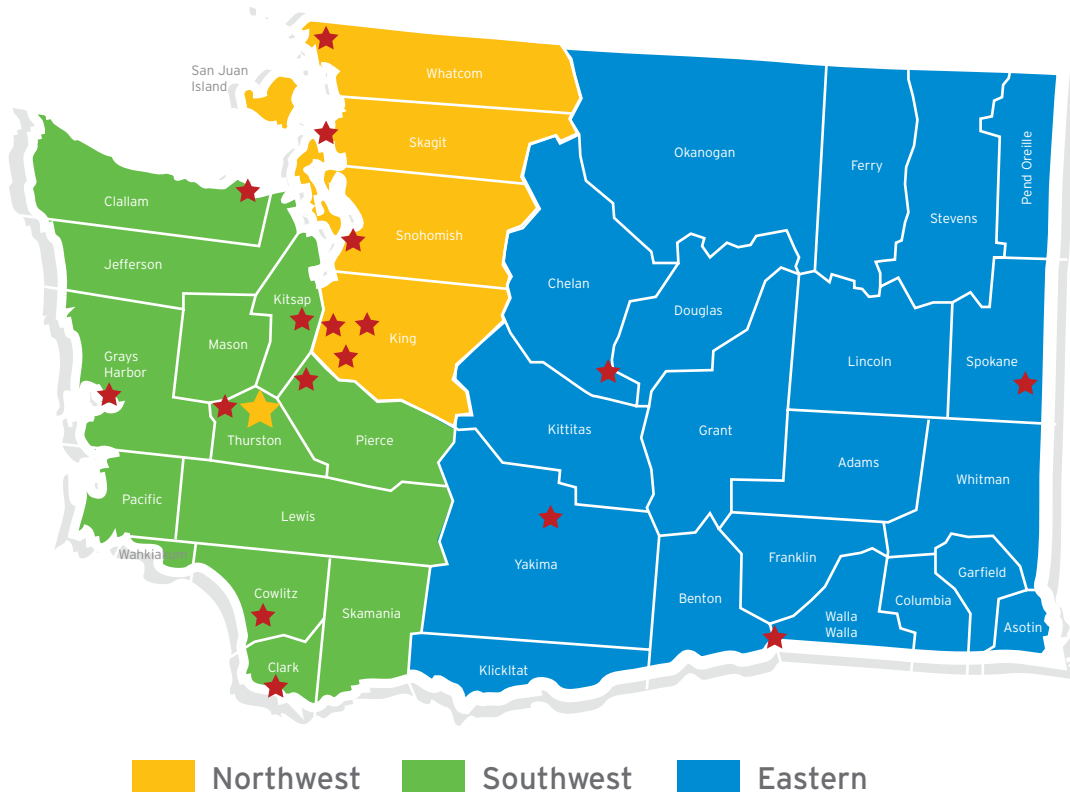 San Juan
Island
Whatcom
Skagit
Okanogan
Ferry
Pend Oreille
Stevens
Clallam
Snohomish
Jefferson
Chelan
Kitsap
Douglas
King
Mason
Grays
Harbor
Lincoln
Spokane
Kittitas
Grant
Thurston
Pierce
Adams
Whitman
Pacific
Lewis
Wahkiakum
Yakima
Franklin
Garfield
Cowlitz
Skamania
Benton
Columbia
Walla
Walla
Asotin
Clark
KlickItat
Northwest
Southwest
Eastern